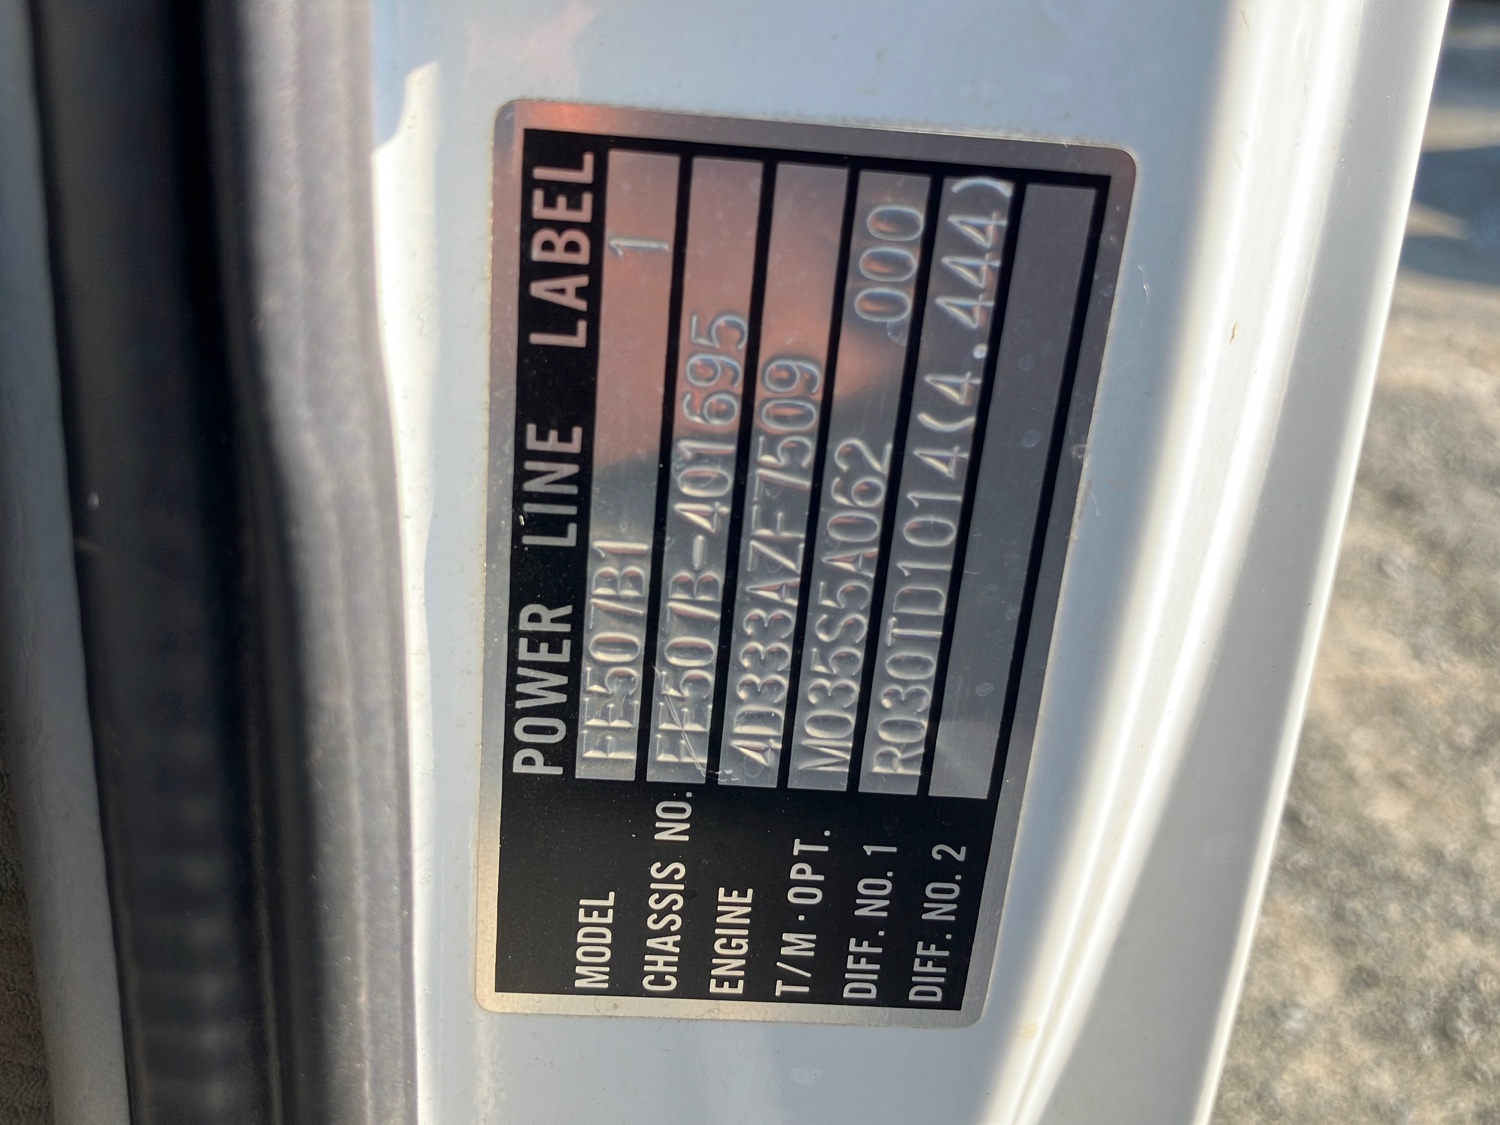 POWER LINE LABEL
MODEL FE507B1 1
CHASSIS NO. FE507B-401695
ENGINE 4D333AZF7509
T/M·OPT. M035S5A062 000
DIFF. NO. 1 R030TD1014(4.444)
DIFF. NO. 2